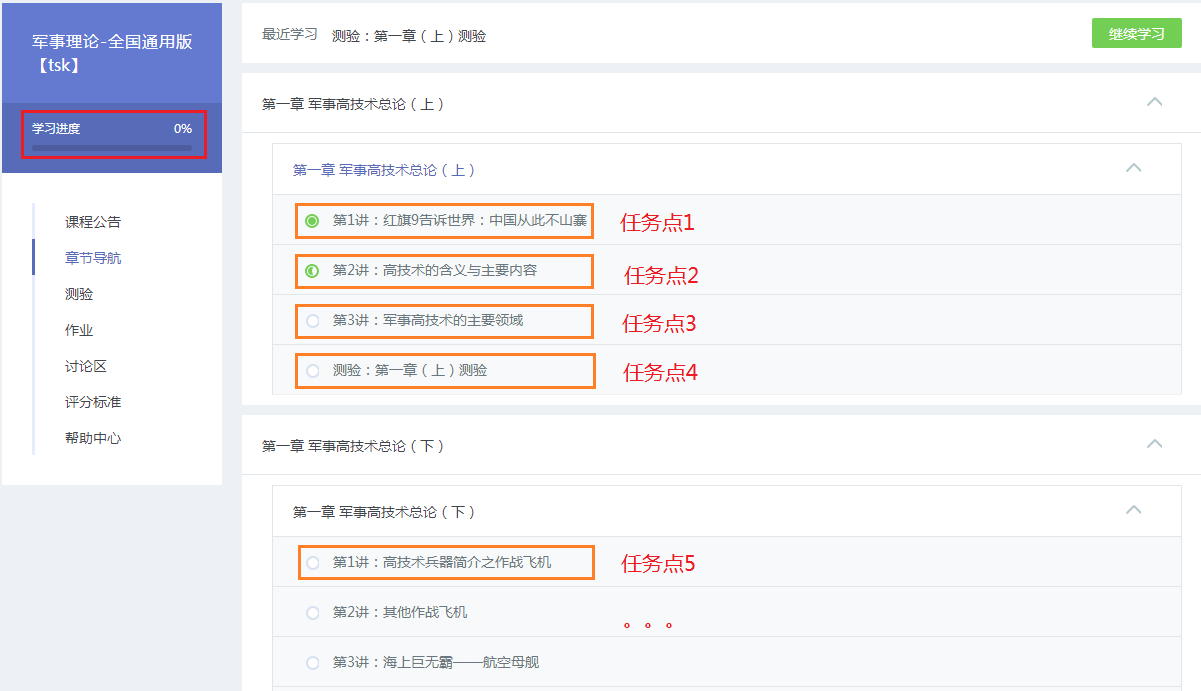 军事理论-全国通用版
【tsk】
学习进度 0%
课程公告
章节导航
测验
作业
讨论区
评分标准
帮助中心
最近学习 测验：第一章（上）测验 继续学习
第一章 军事高技术总论（上）
第一章 军事高技术总论（上）
第1讲：红旗9告诉世界：中国从此不山寨 任务点1
第2讲：高技术的含义与主要内容 任务点2
第3讲：军事高技术的主要领域 任务点3
测验：第一章（上）测验 任务点4
第一章 军事高技术总论（下）
第一章 军事高技术总论（下）
第1讲：高技术兵器简介之作战飞机 任务点5
第2讲：其他作战飞机 。。。
第3讲：海上巨无霸——航空母舰